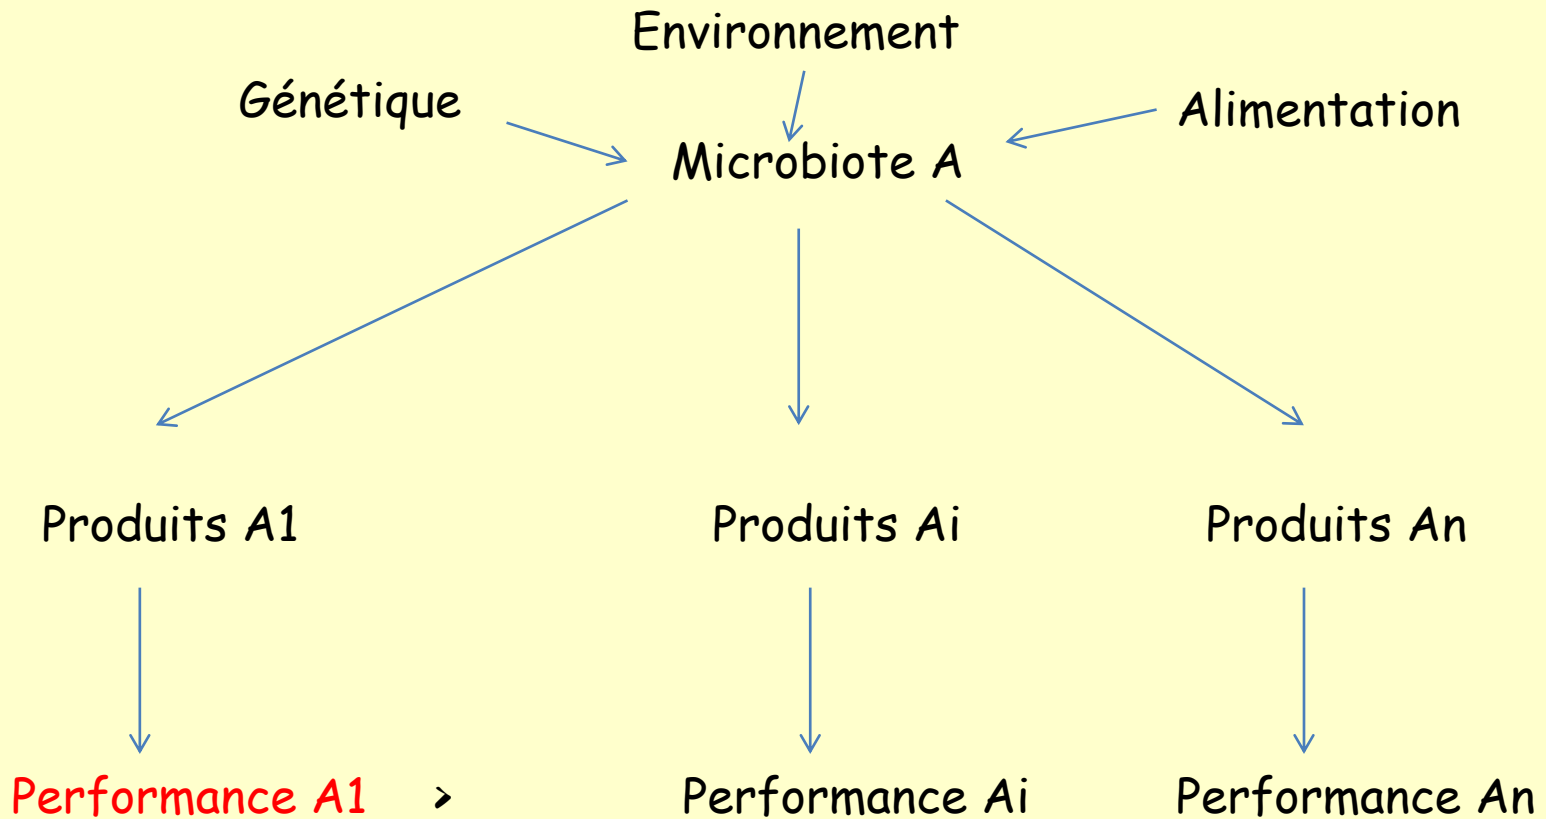 Environnement
Génétique
Alimentation
Microbiote A
Produits A1 Produits Ai Produits An
Performance A1 > Performance Ai Performance An